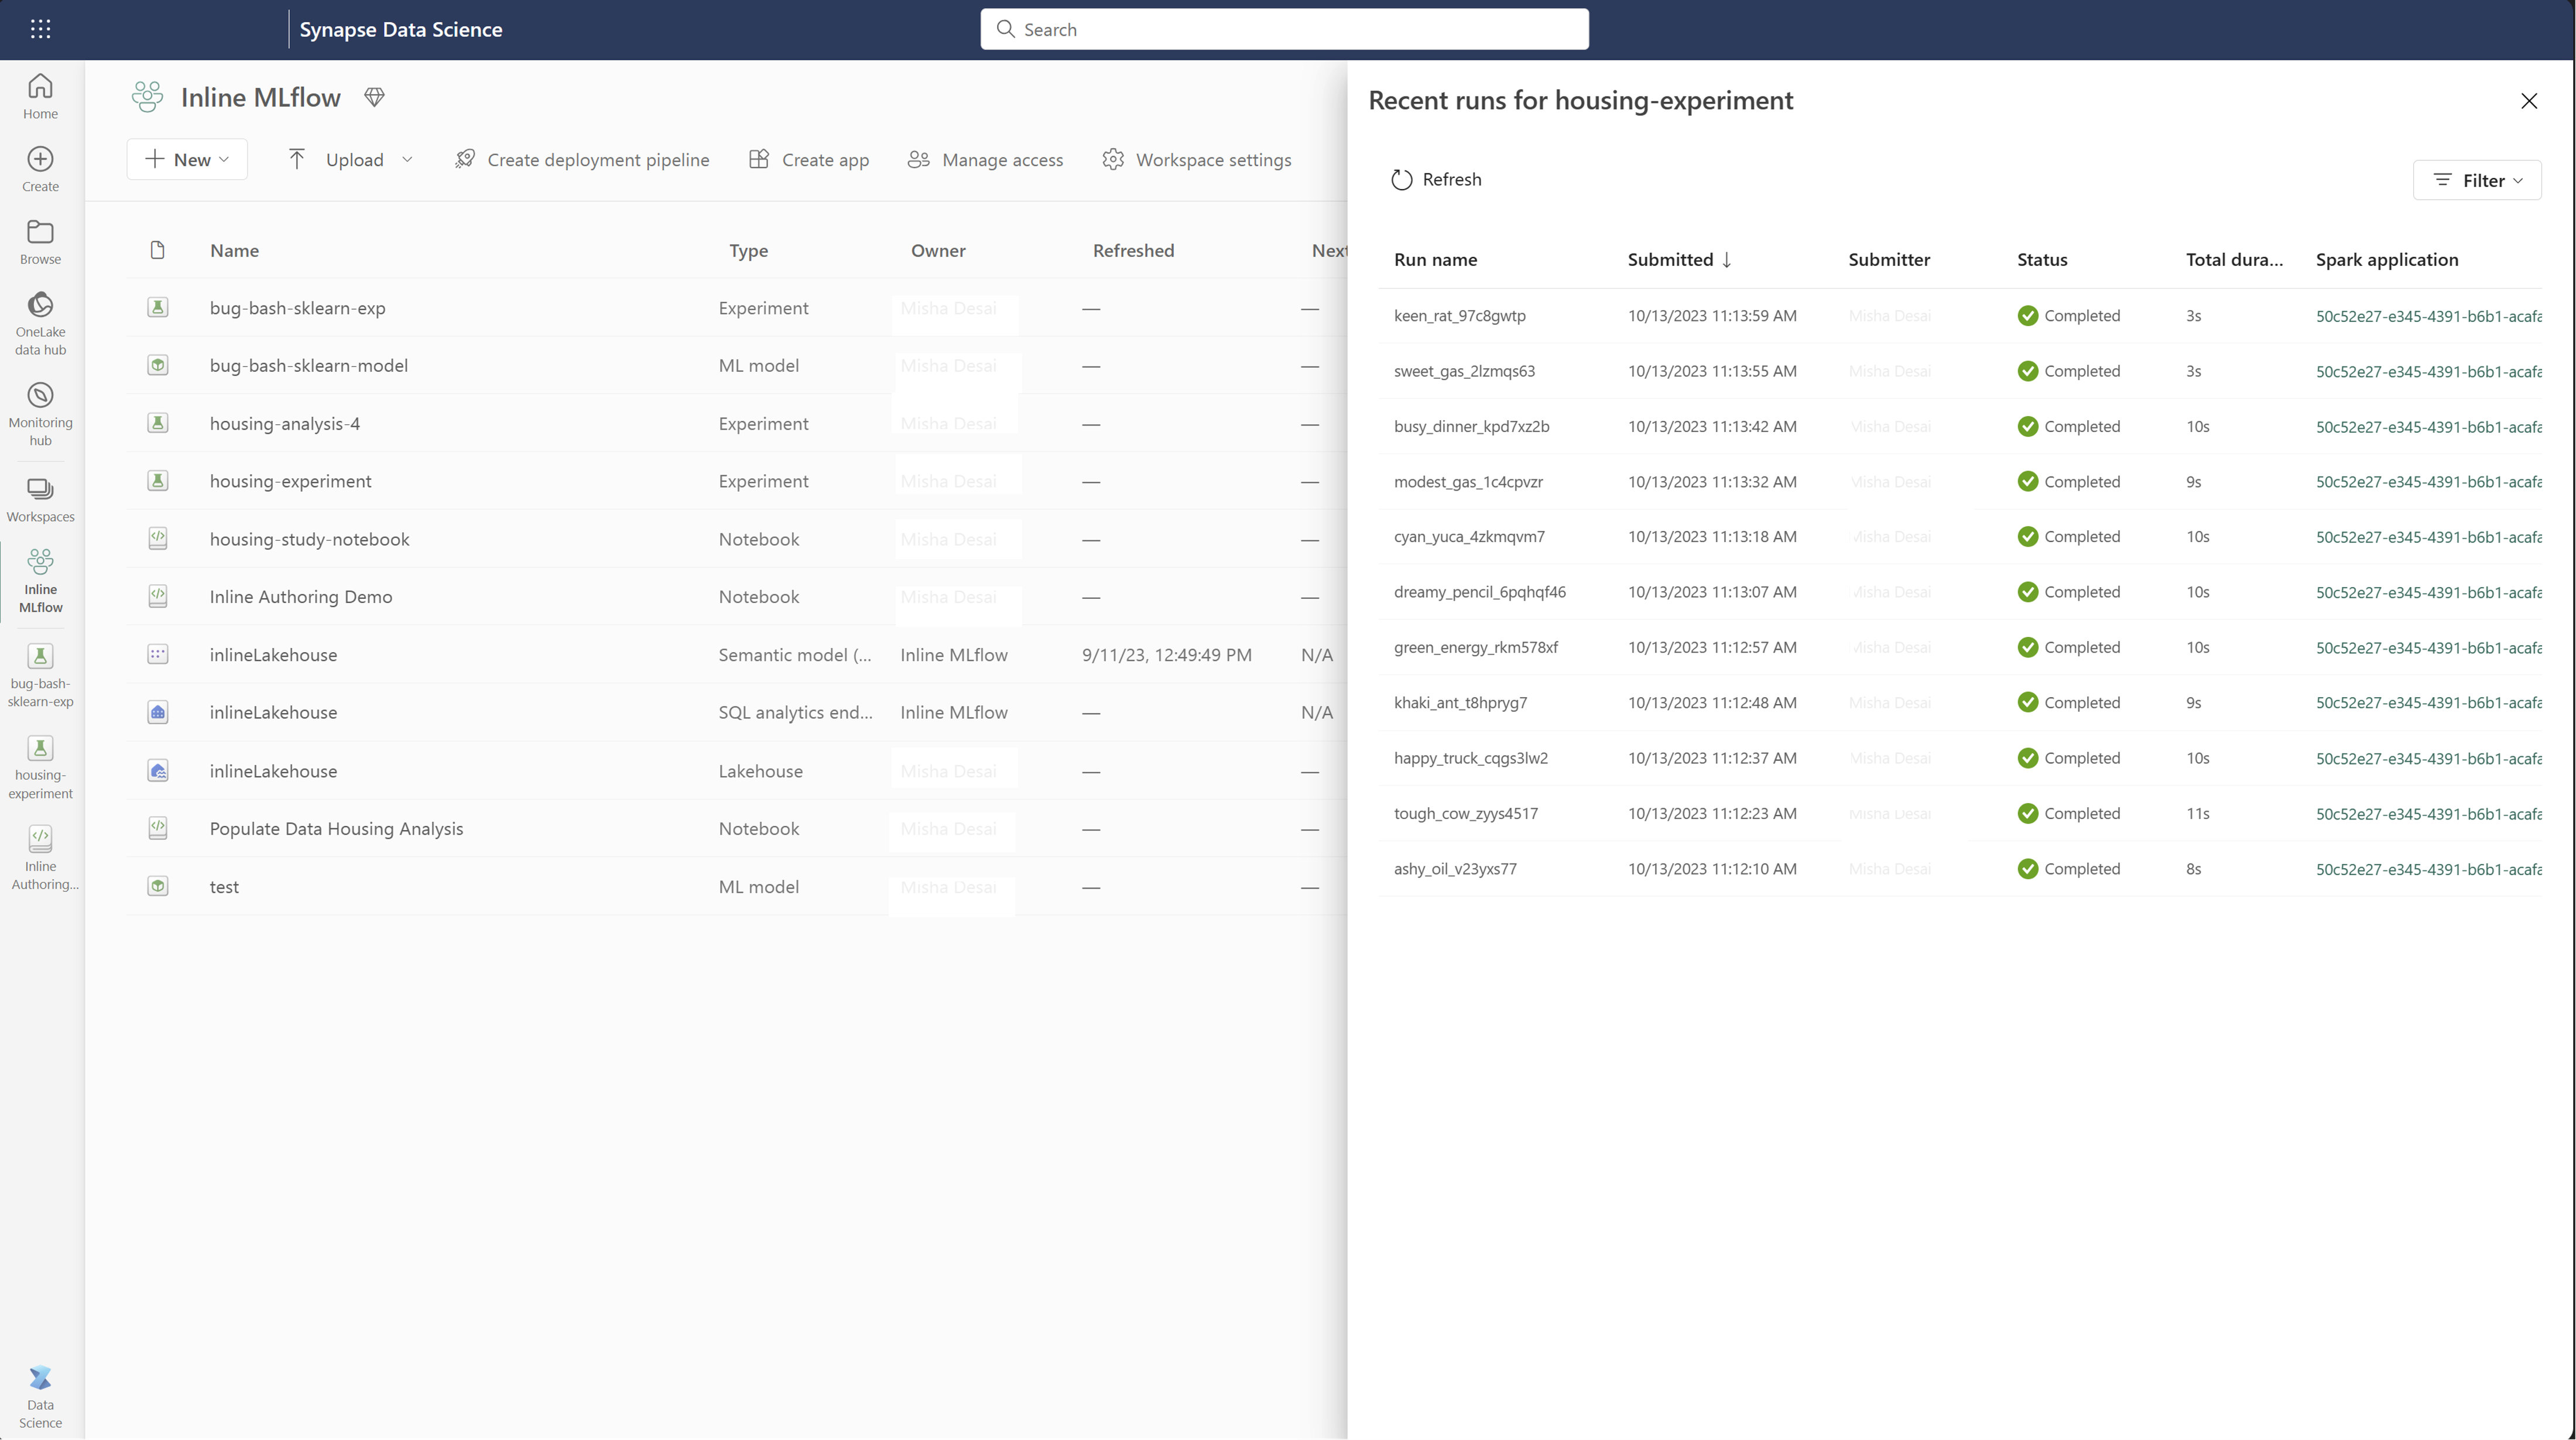 Synapse Data Science
Search
Home
Create
Browse
OneLake
data hub
Monitoring
hub
Workspaces
Inline
MLflow
bug-bash-
sklearn-exp
housing-
experiment
Inline
Authoring...
Data
Science
Inline MLflow
New
Upload
Create deployment pipeline
Create app
Manage access
Workspace settings
Name Type Owner Refreshed Next
bug-bash-sklearn-exp Experiment Misha Desai — —
bug-bash-sklearn-model ML model Misha Desai — —
housing-analysis-4 Experiment Misha Desai — —
housing-experiment Experiment Misha Desai — —
housing-study-notebook Notebook Misha Desai — —
Inline Authoring Demo Notebook Misha Desai — —
inlineLakehouse Semantic model (... Inline MLflow 9/11/23, 12:49:49 PM N/A
inlineLakehouse SQL analytics end... Inline MLflow — N/A
inlineLakehouse Lakehouse Misha Desai — —
Populate Data Housing Analysis Notebook Misha Desai — —
test ML model Misha Desai — —
Recent runs for housing-experiment
Refresh
Filter
Run name Submitted ↓ Submitter Status Total dura... Spark application
keen_rat_97c8gwtp 10/13/2023 11:13:59 AM Misha Desai Completed 3s 50c52e27-e345-4391-b6b1-acafa
sweet_gas_2lzmqs63 10/13/2023 11:13:55 AM Misha Desai Completed 3s 50c52e27-e345-4391-b6b1-acafa
busy_dinner_kpd7xz2b 10/13/2023 11:13:42 AM Misha Desai Completed 10s 50c52e27-e345-4391-b6b1-acafa
modest_gas_1c4cpvzr 10/13/2023 11:13:32 AM Misha Desai Completed 9s 50c52e27-e345-4391-b6b1-acafa
cyan_yuca_4zkmqvm7 10/13/2023 11:13:18 AM Misha Desai Completed 10s 50c52e27-e345-4391-b6b1-acafa
dreamy_pencil_6pqhqf46 10/13/2023 11:13:07 AM Misha Desai Completed 10s 50c52e27-e345-4391-b6b1-acafa
green_energy_rkm578xf 10/13/2023 11:12:57 AM Misha Desai Completed 10s 50c52e27-e345-4391-b6b1-acafa
khaki_ant_t8hpryg7 10/13/2023 11:12:48 AM Misha Desai Completed 9s 50c52e27-e345-4391-b6b1-acafa
happy_truck_cqgs3lw2 10/13/2023 11:12:37 AM Misha Desai Completed 10s 50c52e27-e345-4391-b6b1-acafa
tough_cow_zyys4517 10/13/2023 11:12:23 AM Misha Desai Completed 11s 50c52e27-e345-4391-b6b1-acafa
ashy_oil_v23yxs77 10/13/2023 11:12:10 AM Misha Desai Completed 8s 50c52e27-e345-4391-b6b1-acafa